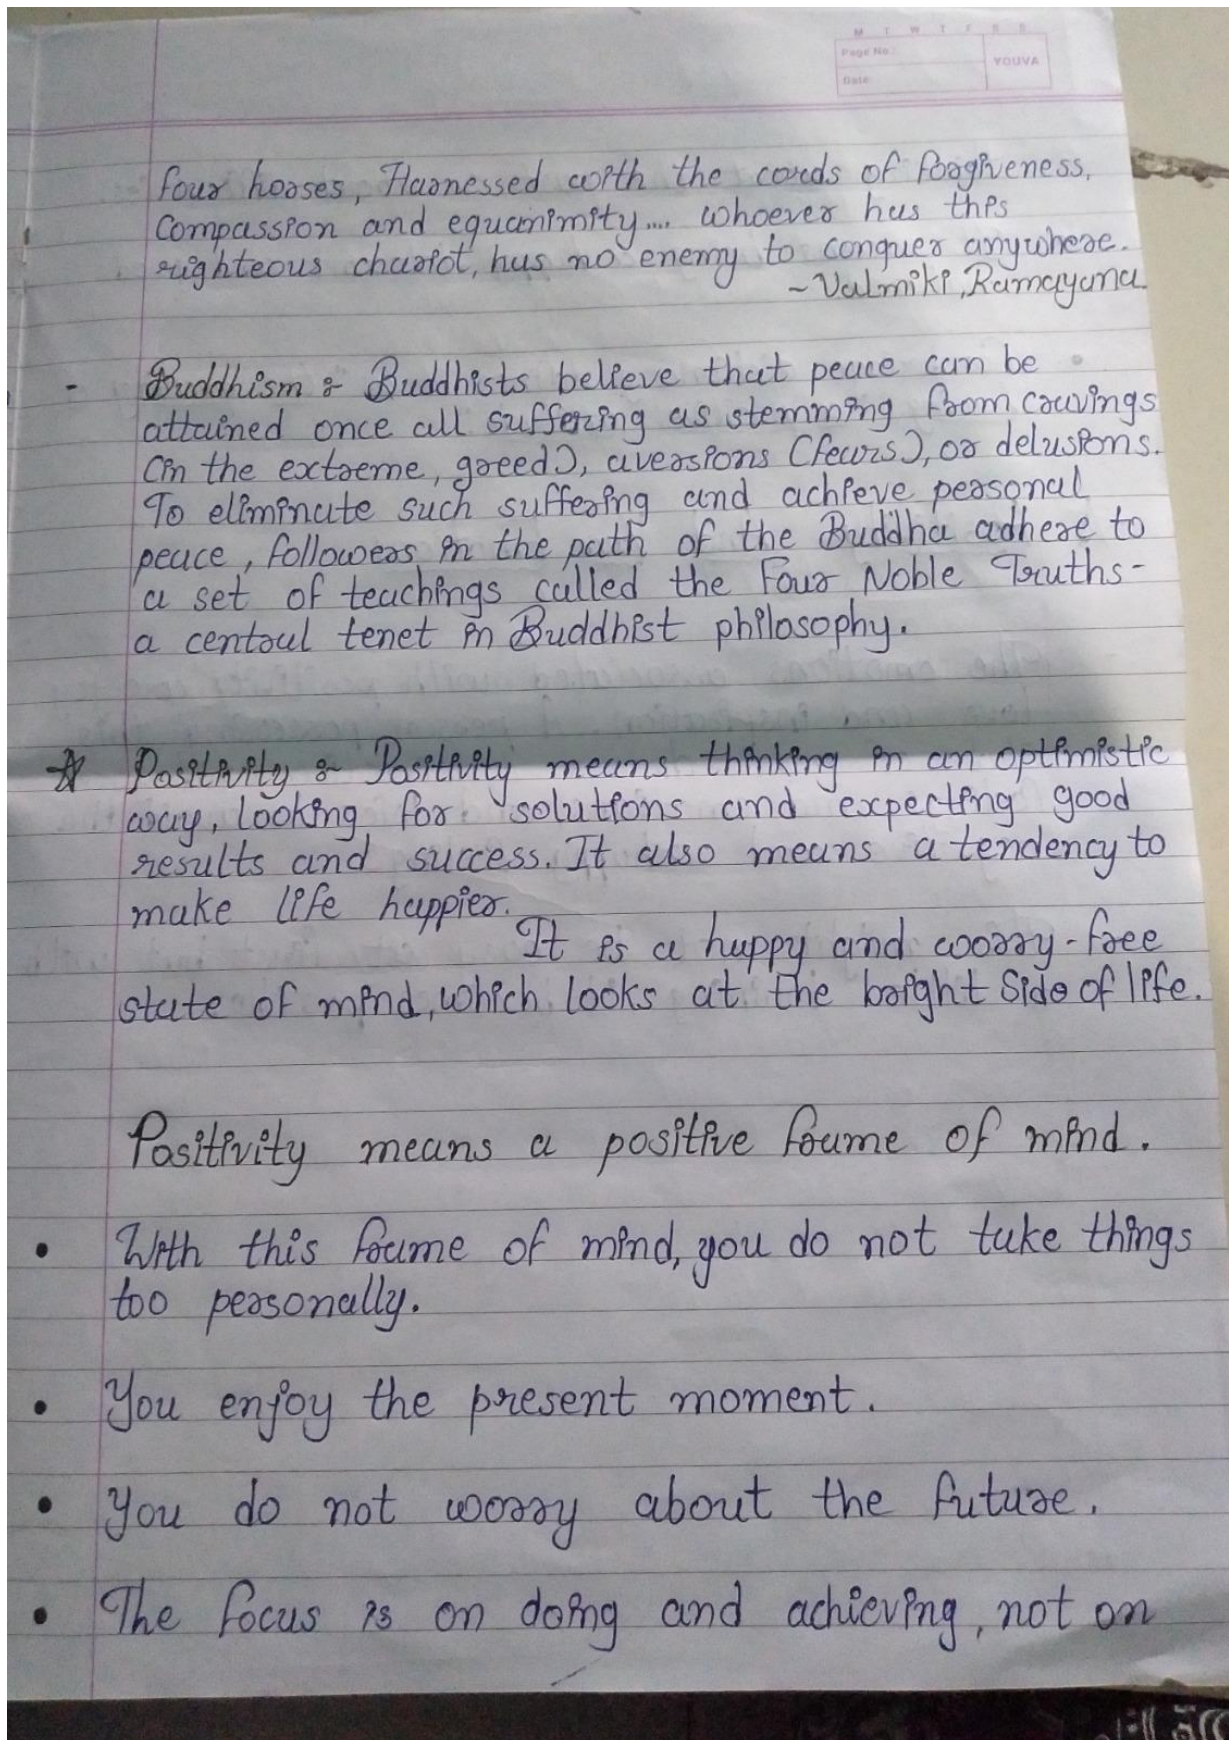 M T W T F S S
Page No.:
YOUVA
Date:
four horses, Harnessed with the cords of forgiveness,
Compassion and equanimity.... whoever has this
righteous chariot, has no enemy to conquer anywhere.
~ Valmiki, Ramayana.
- Buddhism :- Buddhists believe that peace can be
attained once all suffering as stemming from cravings
(in the extreme, greed), aversions (fears), or delusions.
To eliminate such suffering and achieve personal
peace, followers in the path of the Buddha adhere to
a set of teachings called the Four Noble Truths -
a central tenet in Buddhist philosophy.
☆ Positivity :- Positivity means thinking in an optimistic
way, looking for solutions and expecting good
results and success. It also means a tendency to
make life happier.
It is a happy and worry-free
state of mind, which looks at the bright Side of life.
Positivity means a positive frame of mind.
• With this frame of mind, you do not take things
too personally.
• You enjoy the present moment.
• You do not worry about the future.
• The focus is on doing and achieving, not on